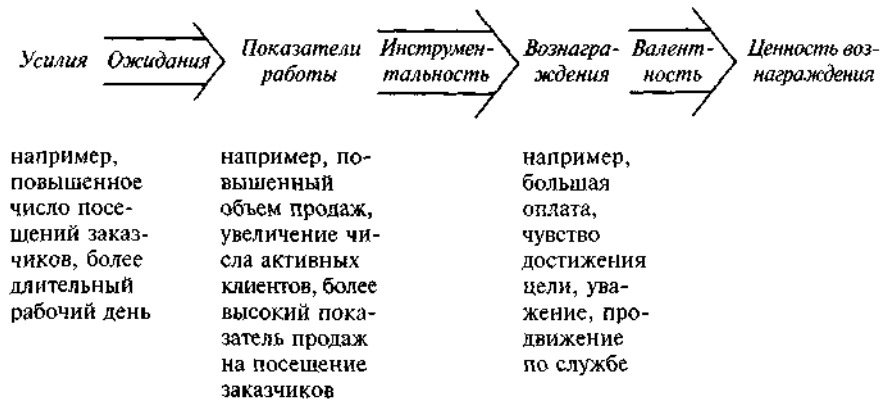 Усилия
Ожидания
Показатели
работы
Инструмен-
тальность
Вознагра-
ждения
Валент-
ность
Ценность воз-
награждения
например,
повышенное
число посе-
щений заказ-
чиков, более
длительный
рабочий день
например, по-
вышенный
объем продаж,
увеличение чи-
сла активных
клиентов, более
высокий пока-
затель продаж
на посещение
заказчиков
например,
большая
оплата,
чувство
достижения
цели, ува-
жение, про-
движение
по службе